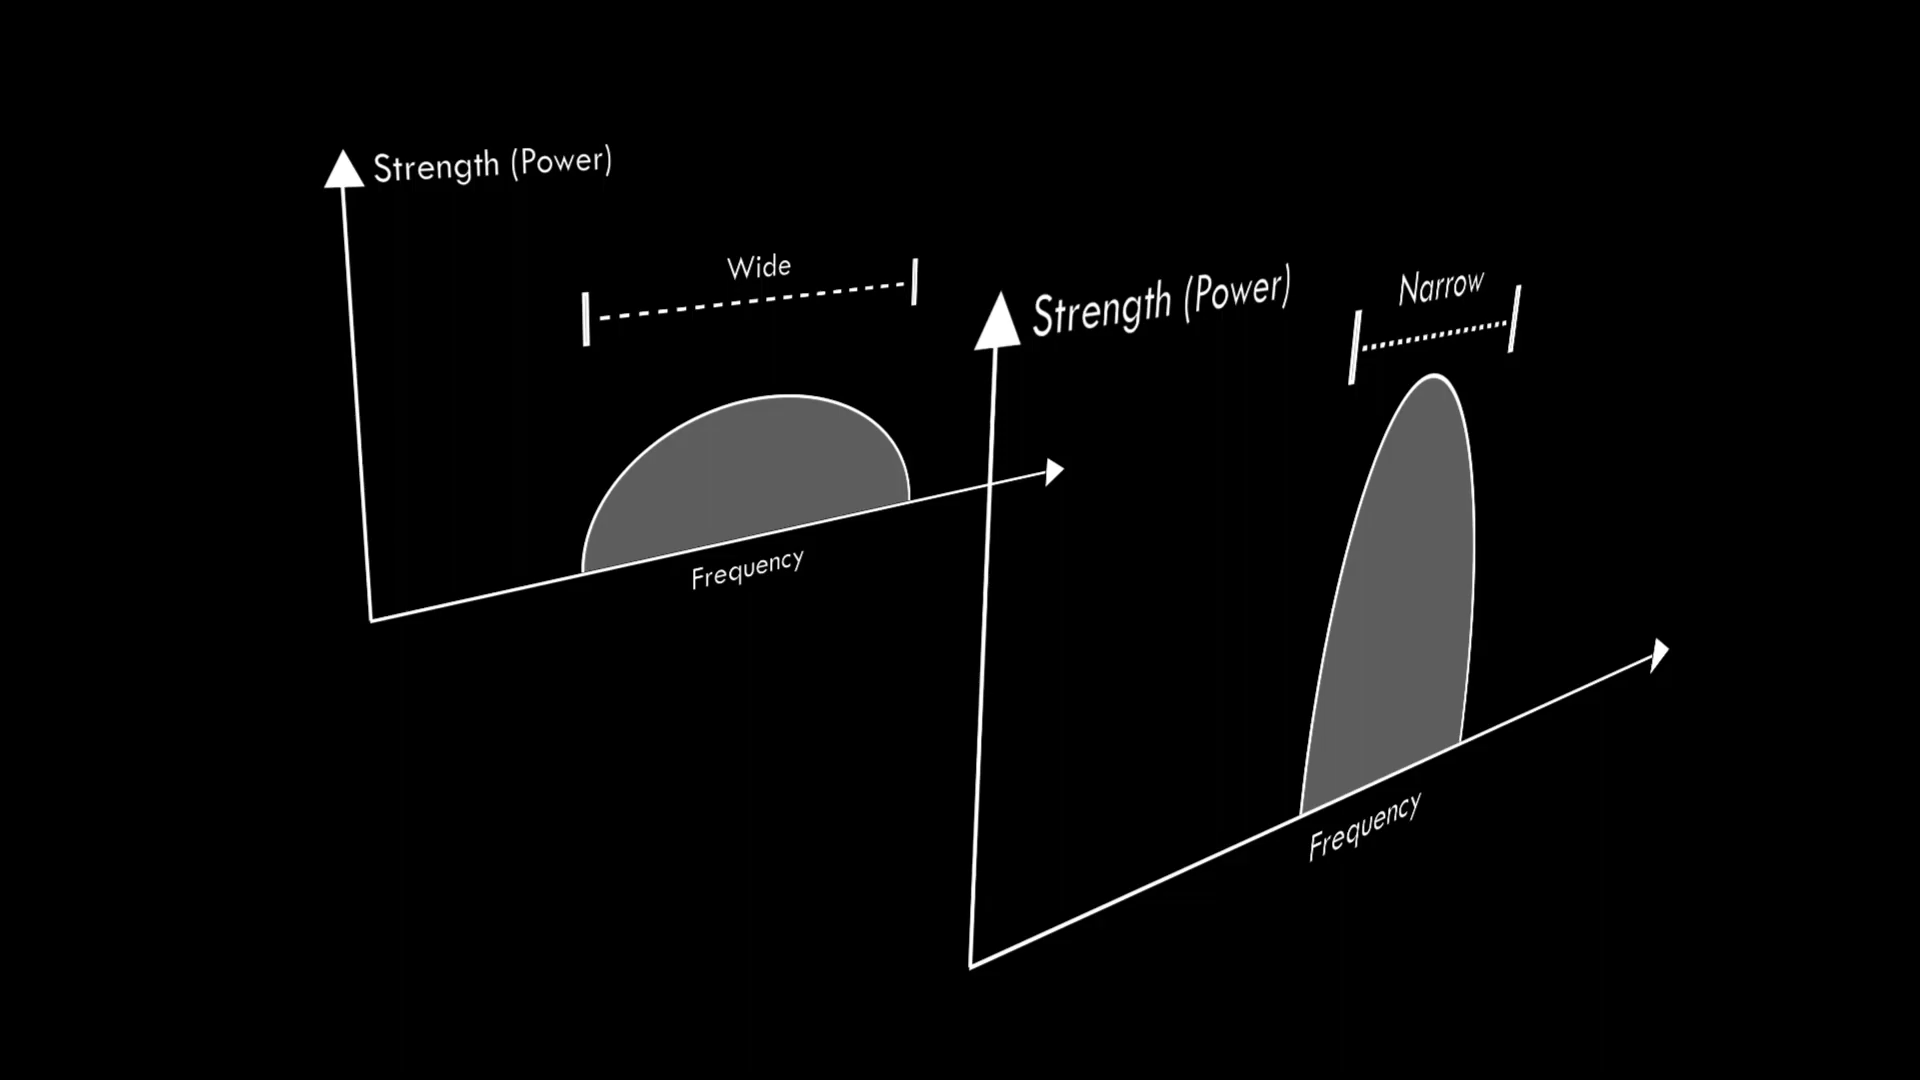 Strength (Power)
Wide
Frequency
Strength (Power)
Narrow
Frequency